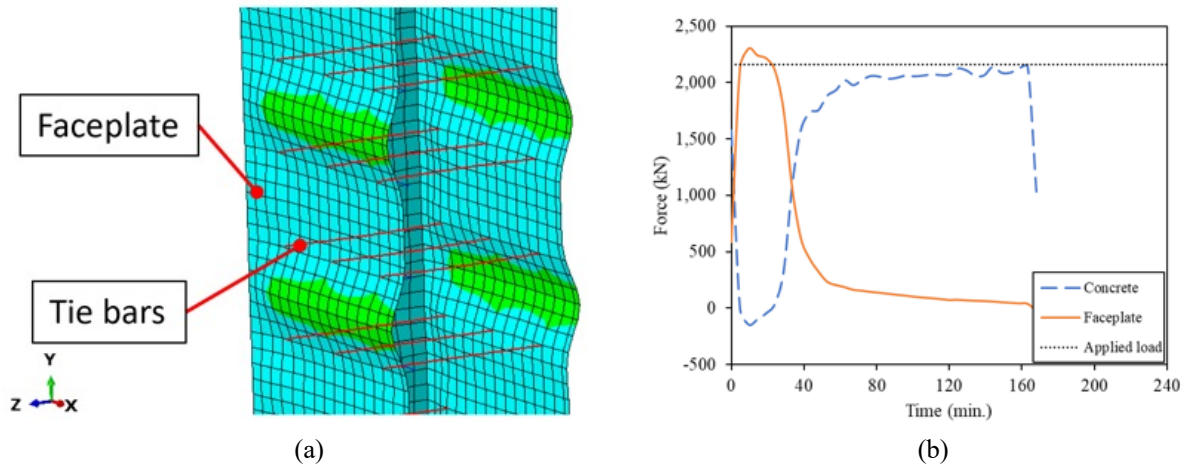 Faceplate
Tie bars
Y
Z
X
(a)
2,500
2,000
1,500
1,000
500
0
-500
Force (kN)
0
40
80
120
160
200
240
Time (min.)
Concrete
Faceplate
Applied load
(b)